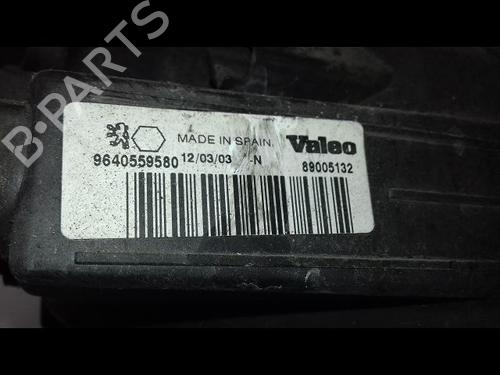 MADE IN SPAIN. Valeo
9640559580 12/03/03 -N 89005132
B-PARTS